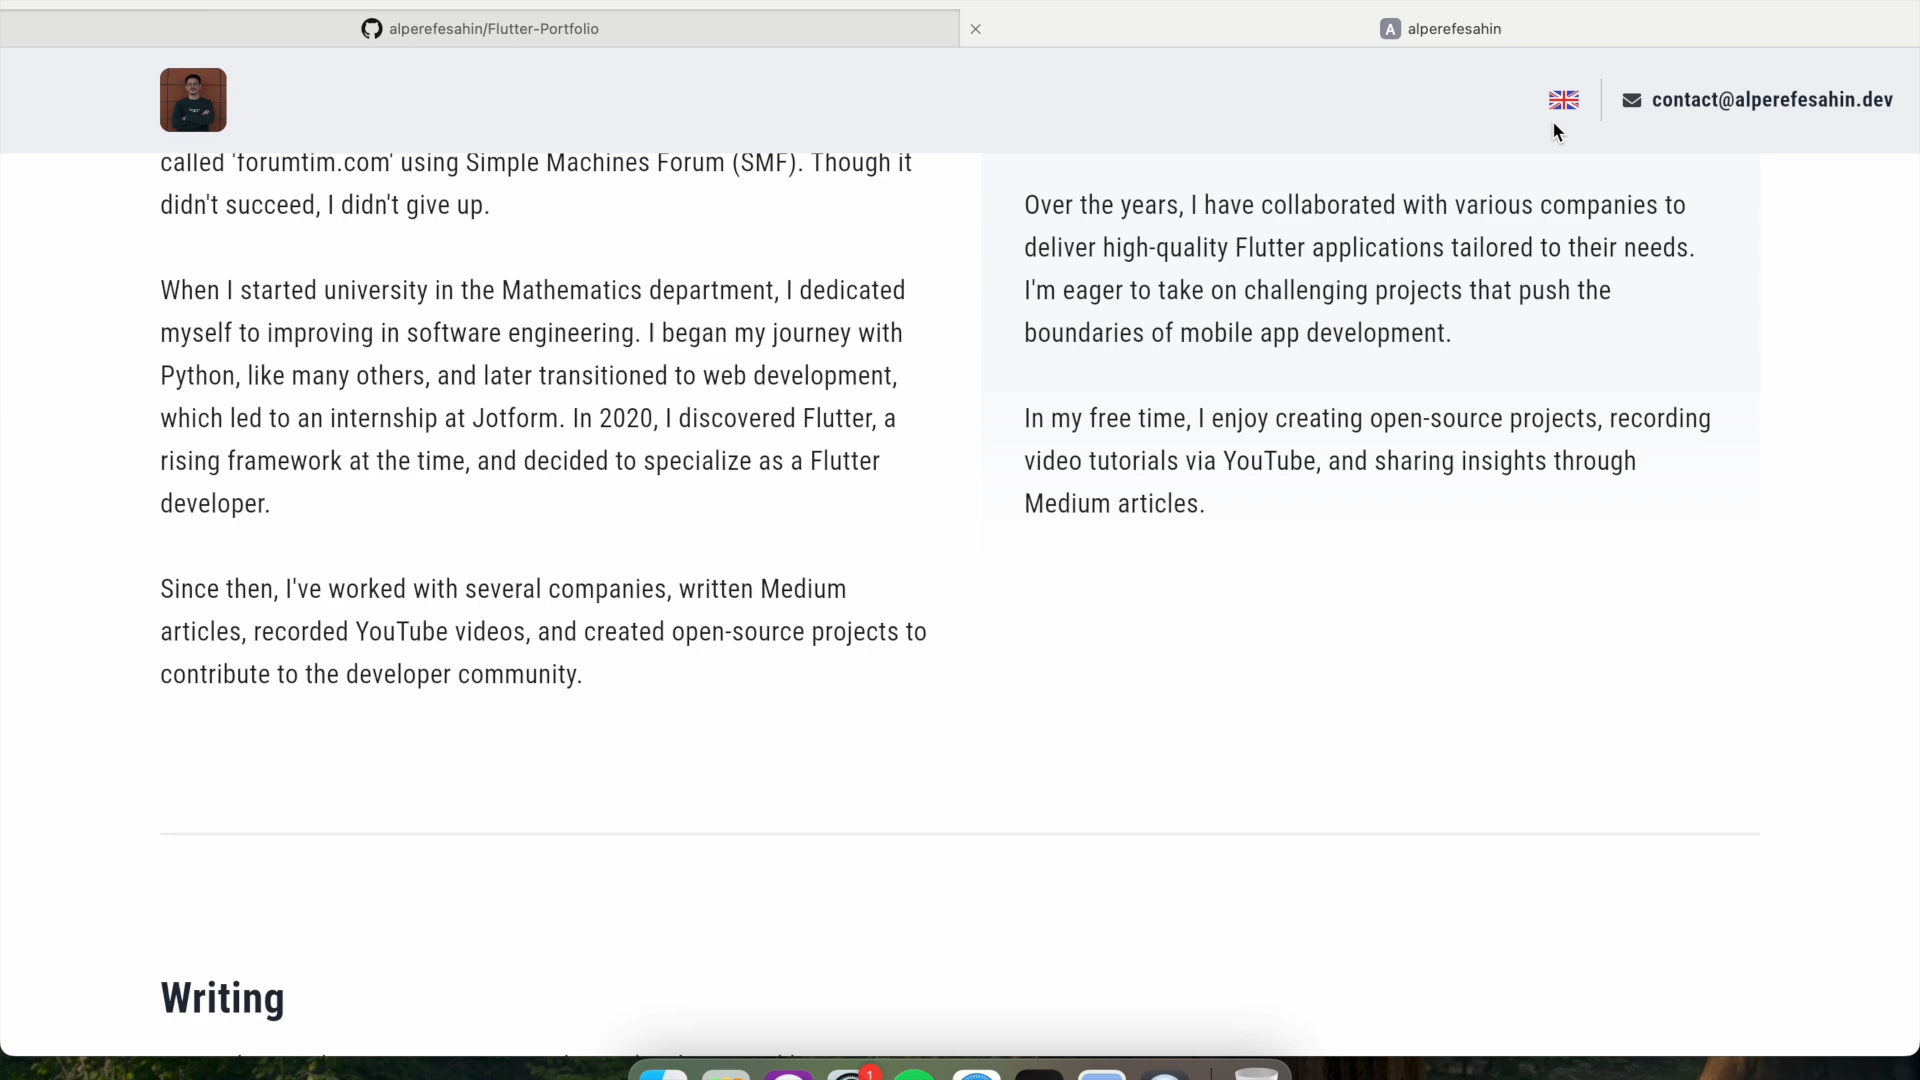 alperefesahin/Flutter-Portfolio
A alperefesahin
contact@alperefesahin.dev
called 'forumtim.com' using Simple Machines Forum (SMF). Though it
didn't succeed, I didn't give up.
When I started university in the Mathematics department, I dedicated
myself to improving in software engineering. I began my journey with
Python, like many others, and later transitioned to web development,
which led to an internship at Jotform. In 2020, I discovered Flutter, a
rising framework at the time, and decided to specialize as a Flutter
developer.
Since then, I've worked with several companies, written Medium
articles, recorded YouTube videos, and created open-source projects to
contribute to the developer community.
Over the years, I have collaborated with various companies to
deliver high-quality Flutter applications tailored to their needs.
I'm eager to take on challenging projects that push the
boundaries of mobile app development.
In my free time, I enjoy creating open-source projects, recording
video tutorials via YouTube, and sharing insights through
Medium articles.
Writing
1